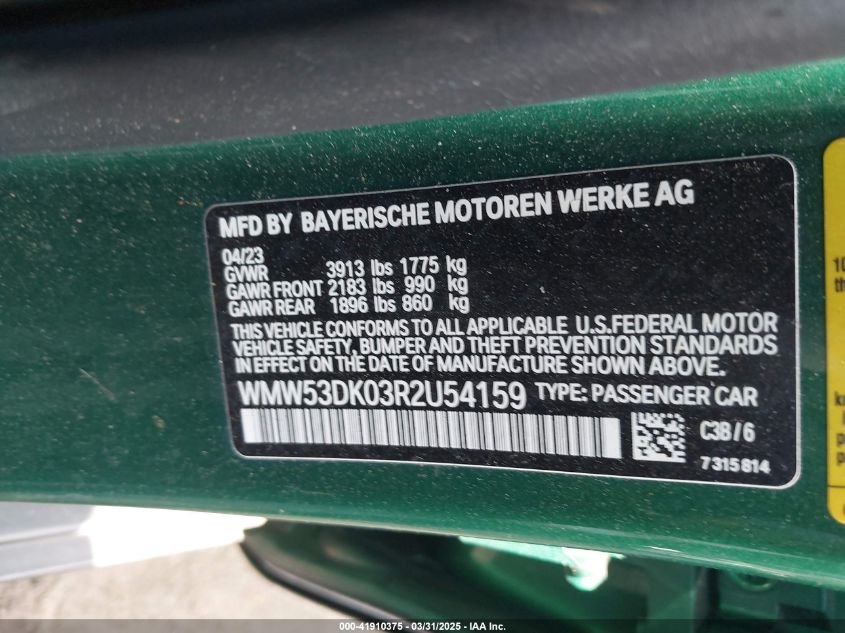 MFD BY BAYERISCHE MOTOREN WERKE AG
04/23
GVWR 3913 lbs 1775 kg
GAWR FRONT 2183 lbs 990 kg
GAWR REAR 1896 lbs 860 kg
THIS VEHICLE CONFORMS TO ALL APPLICABLE U.S.FEDERAL MOTOR
VEHICLE SAFETY, BUMPER AND THEFT PREVENTION STANDARDS
IN EFFECT ON THE DATE OF MANUFACTURE SHOWN ABOVE.
WMW53DK03R2U54159 TYPE: PASSENGER CAR
C3B/6
7315814
000-41910375 - 03/31/2025 - IAA Inc.